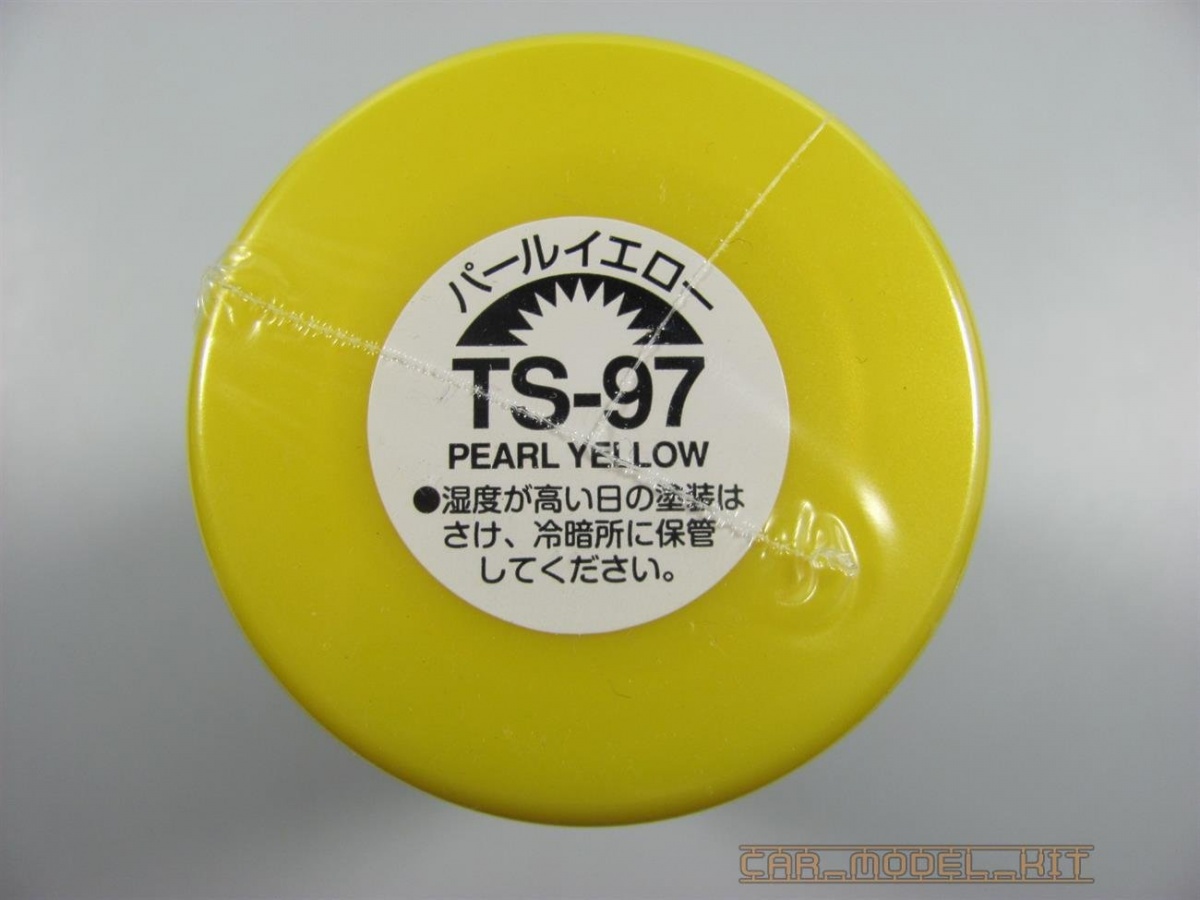 パールイエロー
TS-97
PEARL YELLOW
●湿度が高い日の塗装は
さけ、冷暗所に保管
してください。
CAR_MODEL_KIT